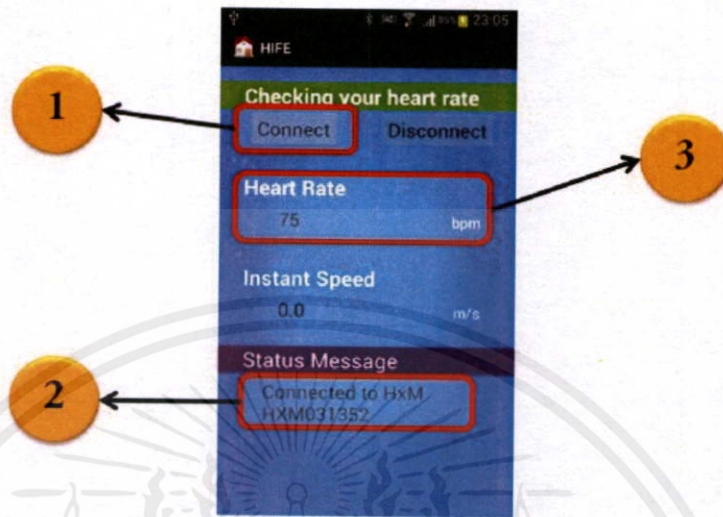 23:05
HIFE
Checking your heart rate
Connect Disconnect
Heart Rate
75 bpm
Instant Speed
0.0 m/s
Status Message
Connected to HxM
HXM031352
1
2
3